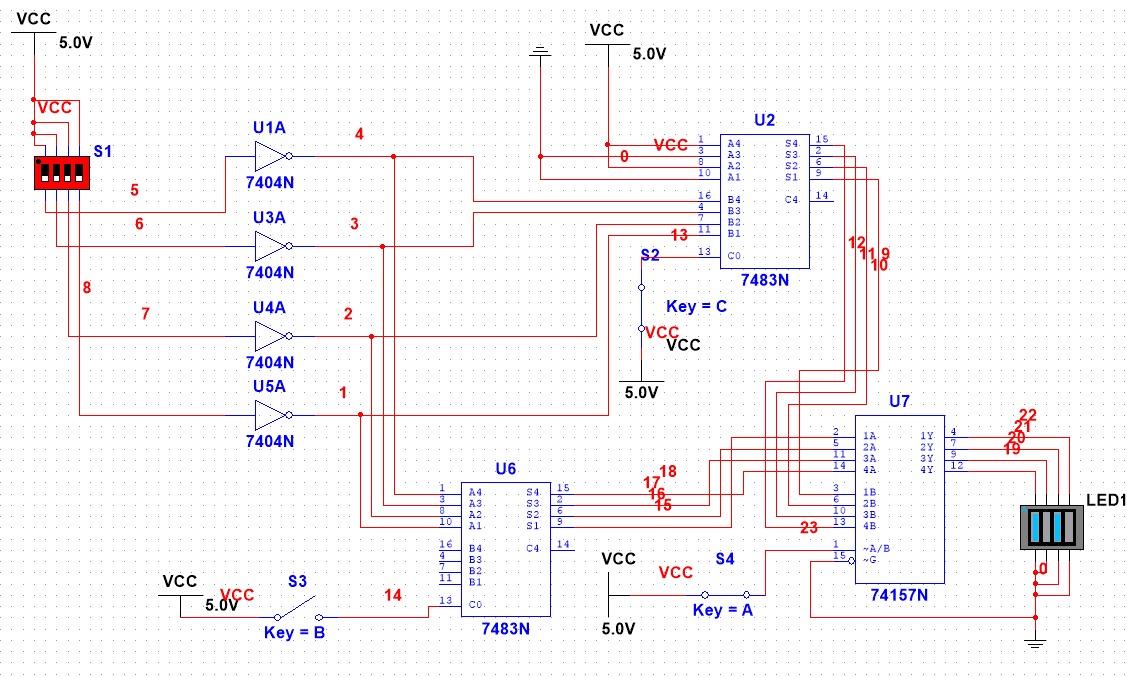 VCC
5.0V
VCC
S1
5
6
8
7
U1A
7404N
U3A
7404N
U4A
7404N
U5A
7404N
4
3
2
1
VCC
5.0V
VCC
0
U2
1 A4 S4 15
3 A3 S3 2
8 A2 S2 6
10 A1 S1 9
16 B4 C4 14
4 B3
7 B2
11 B1
13 C0
7483N
13
S2
Key = C
VCC
VCC
5.0V
12
11
9
10
U6
1 A4 S4 15
3 A3 S3 2
8 A2 S2 6
10 A1 S1 9
16 B4 C4 14
4 B3
7 B2
11 B1
13 C0
7483N
18
17
16
15
VCC
VCC
5.0V
S3
Key = B
14
VCC
5.0V
VCC
S4
Key = A
23
U7
2 1A 1Y 4
5 2A 2Y 7
11 3A 3Y 9
14 4A 4Y 12
3 1B
6 2B
10 3B
13 4B
1 ~A/B
15 ~G
74157N
22
21
20
19
LED1
0